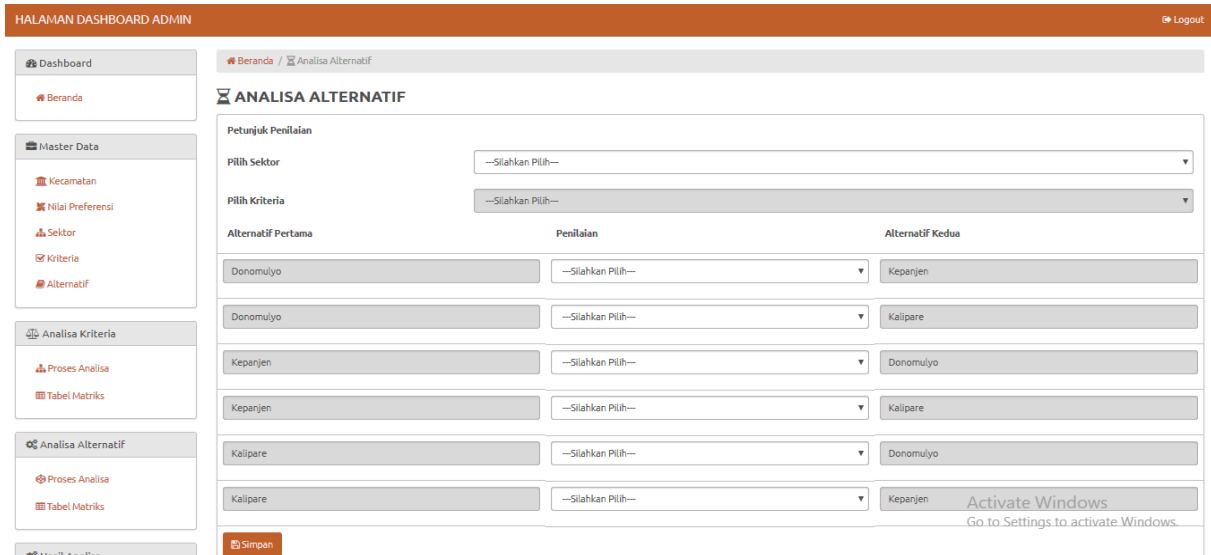 HALAMAN DASHBOARD ADMIN
Logout
Dashboard
Beranda
Master Data
Kecamatan
Nilai Preferensi
Sektor
Kriteria
Alternatif
Analisa Kriteria
Proses Analisa
Tabel Matriks
Analisa Alternatif
Proses Analisa
Tabel Matriks
Beranda / Analisa Alternatif
ANALISA ALTERNATIF
Petunjuk Penilaian
Pilih Sektor ---Silahkan Pilih---
Pilih Kriteria ---Silahkan Pilih---
Alternatif Pertama Penilaian Alternatif Kedua
Donomulyo ---Silahkan Pilih--- Kepanjen
Donomulyo ---Silahkan Pilih--- Kalipare
Kepanjen ---Silahkan Pilih--- Donomulyo
Kepanjen ---Silahkan Pilih--- Kalipare
Kalipare ---Silahkan Pilih--- Donomulyo
Kalipare ---Silahkan Pilih--- Kepanjen
Simpan
Activate Windows
Go to Settings to activate Windows.